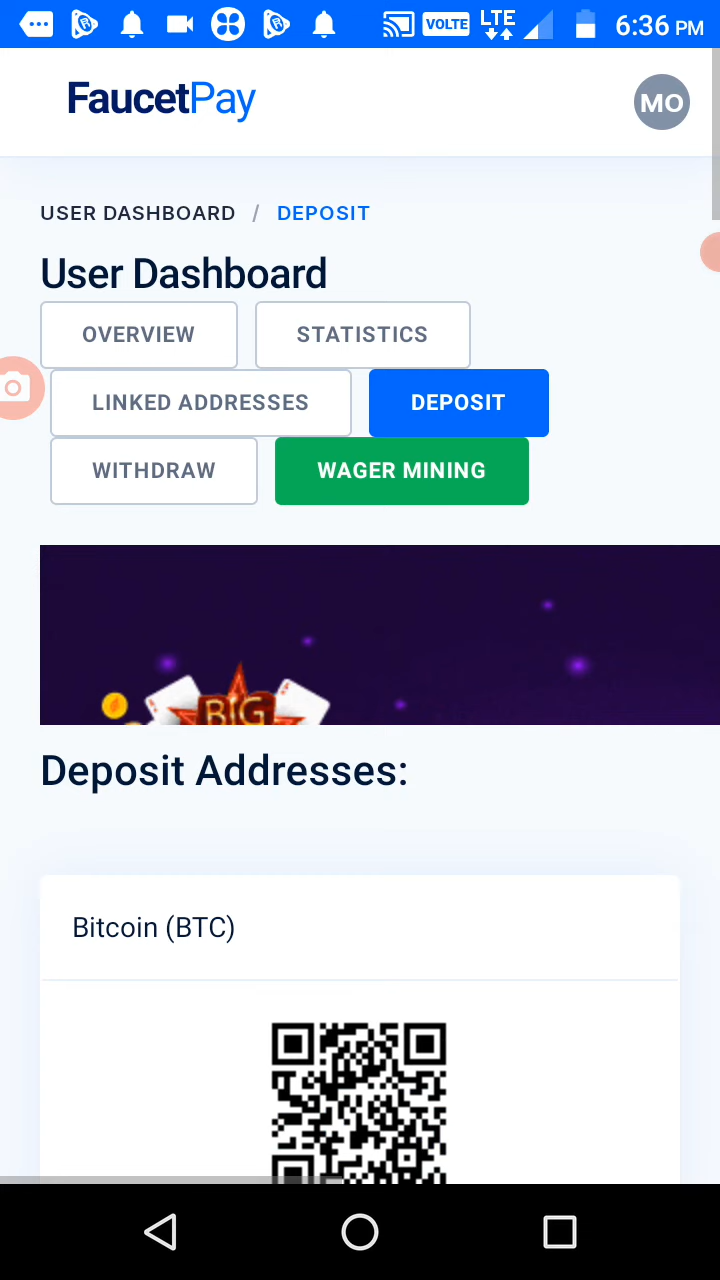 VOLTE LTE 6:36 PM
FaucetPay
MO
USER DASHBOARD / DEPOSIT
User Dashboard
OVERVIEW STATISTICS
LINKED ADDRESSES DEPOSIT
WITHDRAW WAGER MINING
BIG
Deposit Addresses:
Bitcoin (BTC)